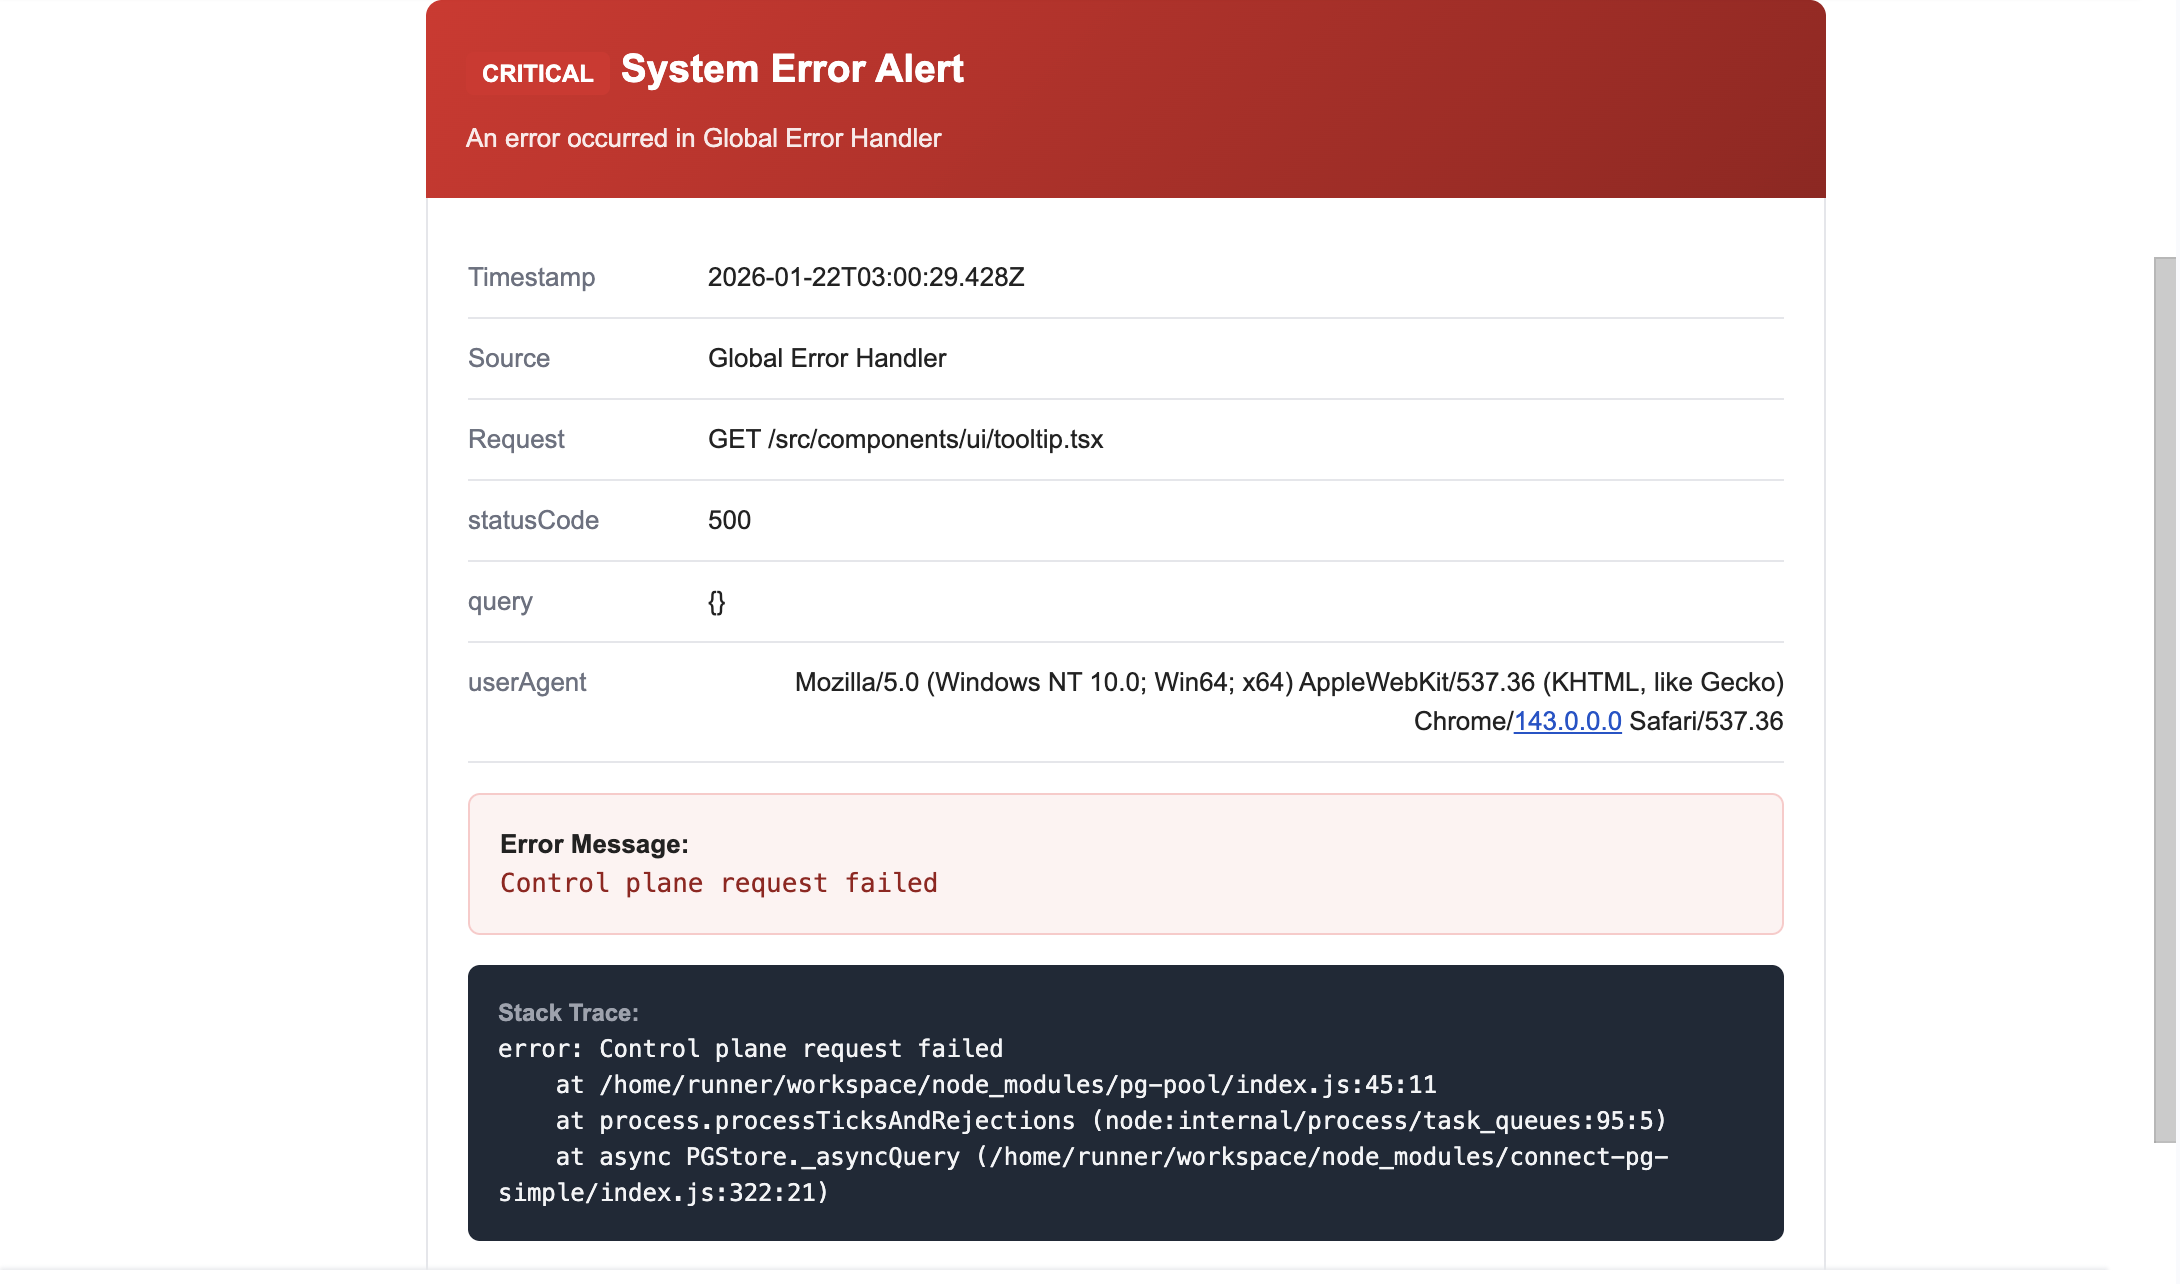 CRITICAL System Error Alert
An error occurred in Global Error Handler
Timestamp 2026-01-22T03:00:29.428Z
Source Global Error Handler
Request GET /src/components/ui/tooltip.tsx
statusCode 500
query {}
userAgent Mozilla/5.0 (Windows NT 10.0; Win64; x64) AppleWebKit/537.36 (KHTML, like Gecko)
Chrome/143.0.0.0 Safari/537.36
Error Message:
Control plane request failed
Stack Trace:
error: Control plane request failed
    at /home/runner/workspace/node_modules/pg-pool/index.js:45:11
    at process.processTicksAndRejections (node:internal/process/task_queues:95:5)
    at async PGStore._asyncQuery (/home/runner/workspace/node_modules/connect-pg-
simple/index.js:322:21)